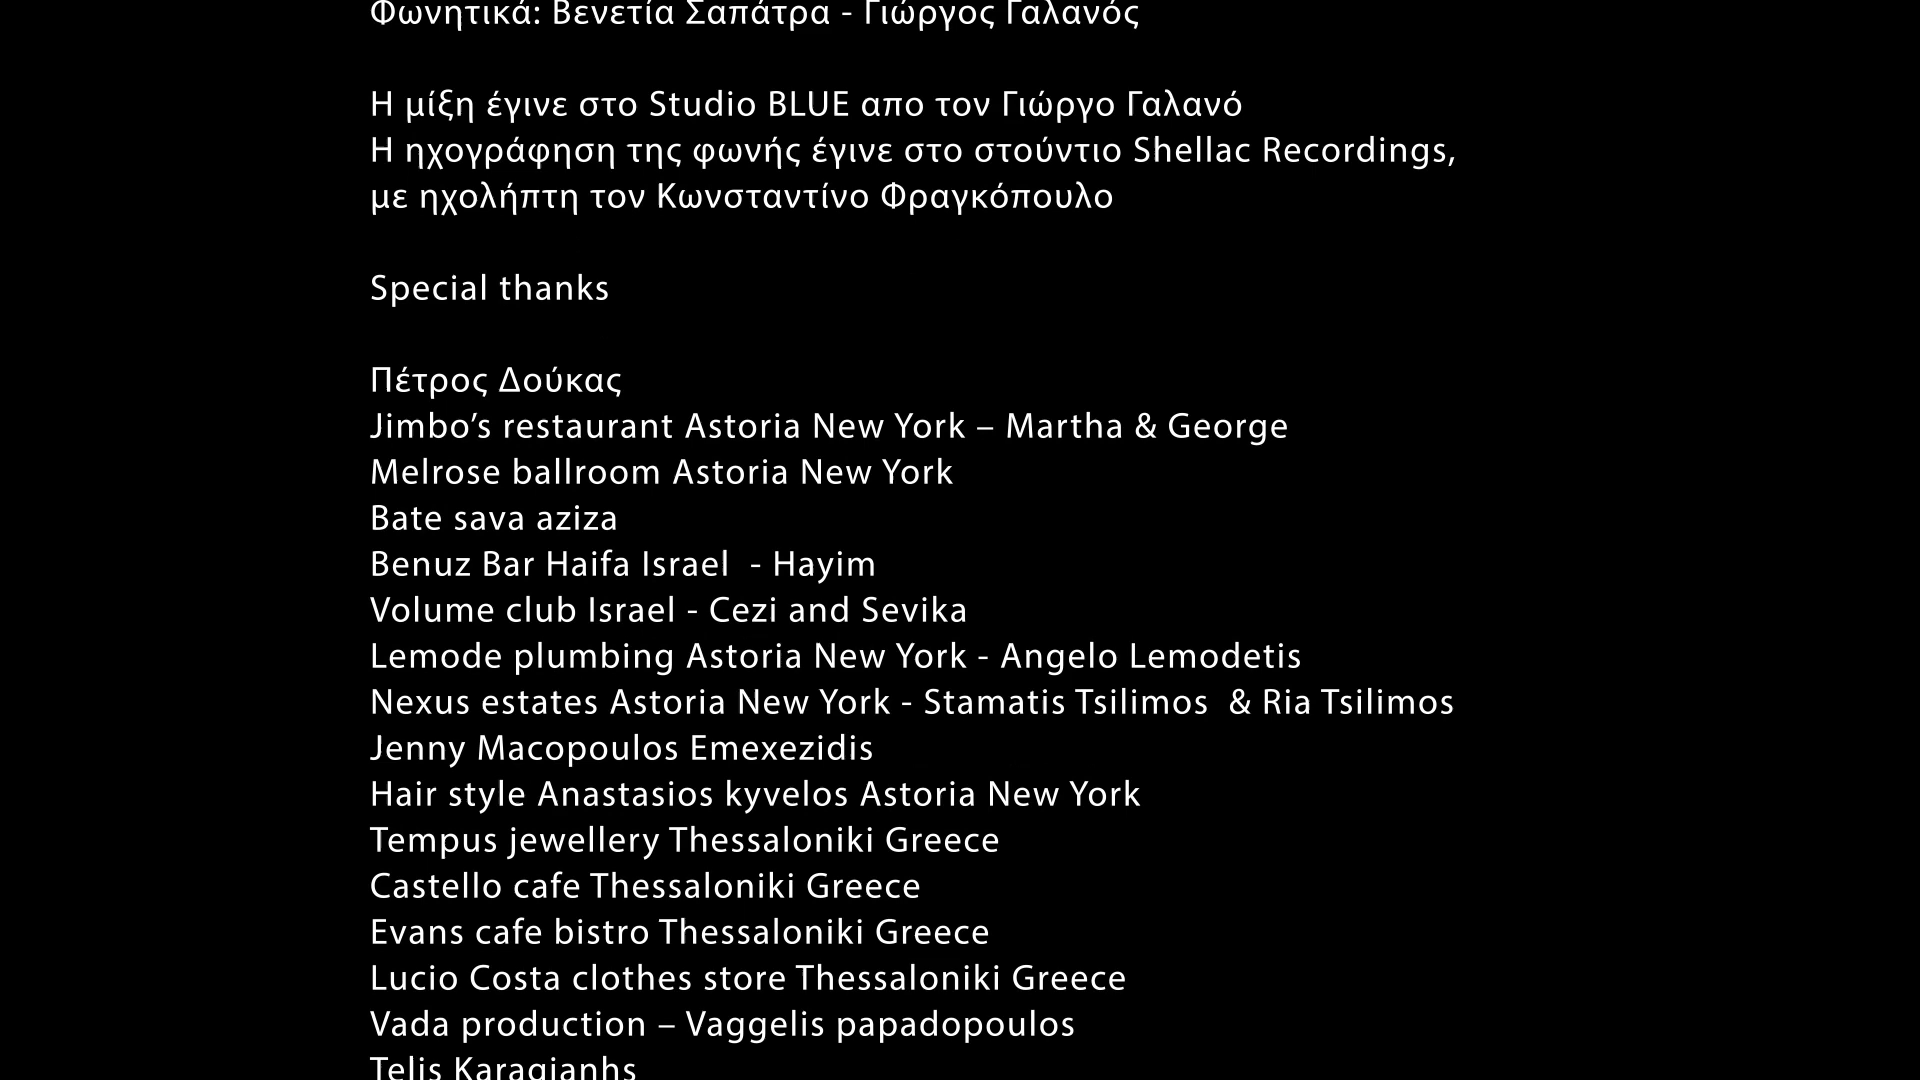 Φωνητικά: Βενετία Σαπάτρα - Γιώργος Γαλανός
Η μίξη έγινε στο Studio BLUE απο τον Γιώργο Γαλανό
Η ηχογράφηση της φωνής έγινε στο στούντιο Shellac Recordings,
με ηχολήπτη τον Κωνσταντίνο Φραγκόπουλο
Special thanks
Πέτρος Δούκας
Jimbo’s restaurant Astoria New York – Martha & George
Melrose ballroom Astoria New York
Bate sava aziza
Benuz Bar Haifa Israel  - Hayim
Volume club Israel - Cezi and Sevika
Lemode plumbing Astoria New York - Angelo Lemodetis
Nexus estates Astoria New York - Stamatis Tsilimos  & Ria Tsilimos
Jenny Macopoulos Emexezidis
Hair style Anastasios kyvelos Astoria New York
Tempus jewellery Thessaloniki Greece
Castello cafe Thessaloniki Greece
Evans cafe bistro Thessaloniki Greece
Lucio Costa clothes store Thessaloniki Greece
Vada production – Vaggelis papadopoulos
Telis Karagianhs